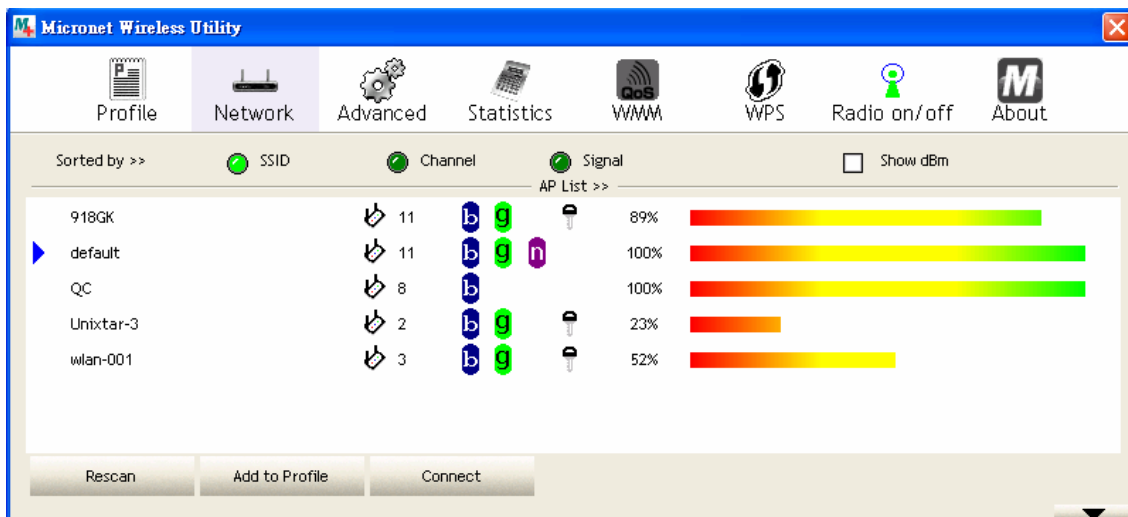 Micronet Wireless Utility
Profile Network Advanced Statistics WMM WPS Radio on/off About
Sorted by >> SSID Channel Signal Show dBm
AP List >>
918GK 11 b g 89%
default 11 b g n 100%
QC 8 b 100%
Unixtar-3 2 b g 23%
wlan-001 3 b g 52%
Rescan Add to Profile Connect